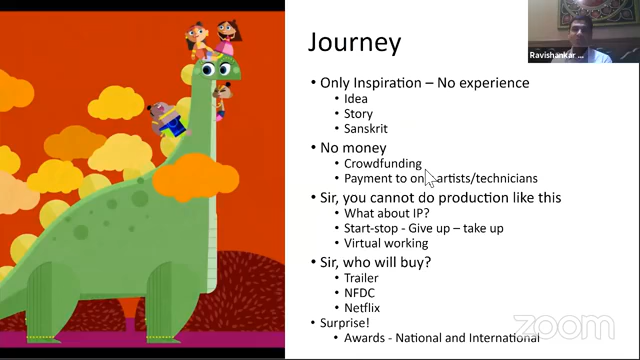 Journey
Ravishankar ...
• Only Inspiration – No experience
• Idea
• Story
• Sanskrit
• No money
• Crowdfunding
• Payment to artists/technicians
• Sir, you cannot do production like this
• What about IP?
• Start-stop - Give up – take up
• Virtual working
• Sir, who will buy?
• Trailer
• NFDC
• Netflix
• Surprise!
• Awards - National and International
zoom